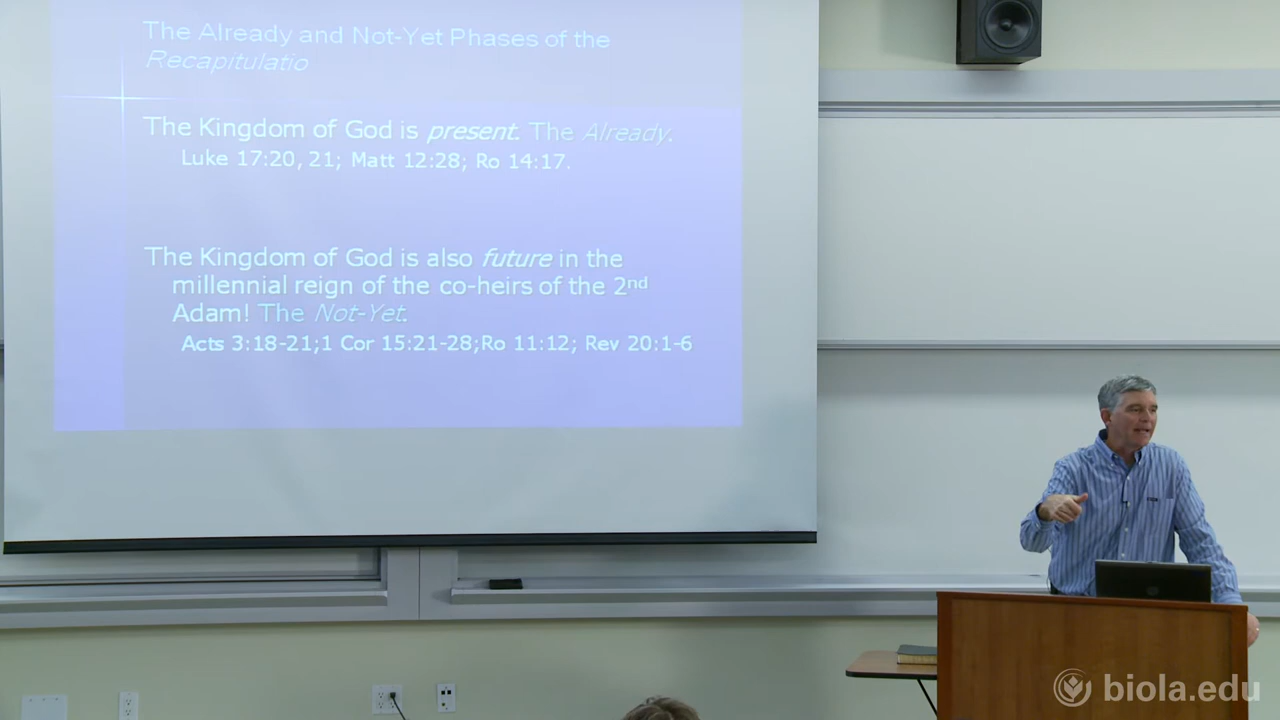 The Already and Not-Yet Phases of the
Recapitulatio
The Kingdom of God is present. The Already.
Luke 17:20, 21; Matt 12:28; Ro 14:17.
The Kingdom of God is also future in the
millennial reign of the co-heirs of the 2nd
Adam! The Not-Yet.
Acts 3:18-21;1 Cor 15:21-28;Ro 11:12; Rev 20:1-6
biola.edu